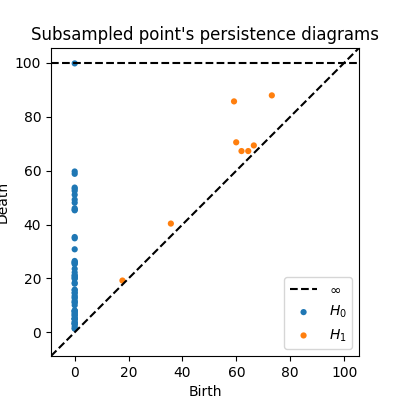 Subsampled point's persistence diagrams
100
80
60
40
20
0
Death
0 20 40 60 80 100
Birth
∞
H₀
H₁